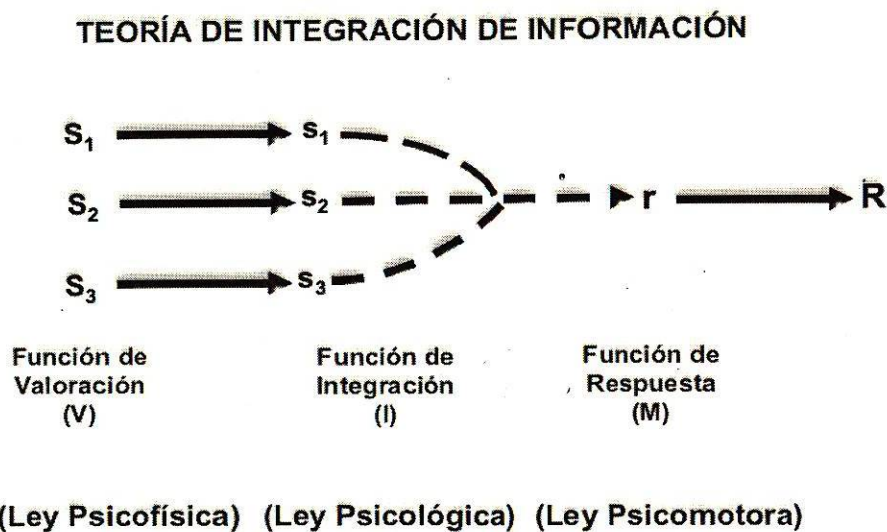 TEORÍA DE INTEGRACIÓN DE INFORMACIÓN
S₁ s₁
S₂ s₂ r R
S₃ s₃
Función de Valoración (V)
Función de Integración (I)
Función de Respuesta (M)
(Ley Psicofísica) (Ley Psicológica) (Ley Psicomotora)